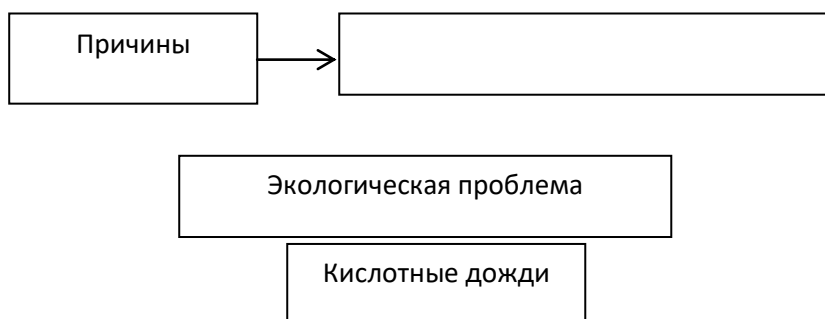 Причины
Экологическая проблема
Кислотные дожди